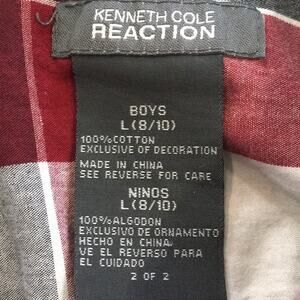 KENNETH COLE
REACTION
BOYS
L (8/10)
100% COTTON
EXCLUSIVE OF DECORATION
MADE IN CHINA
SEE REVERSE FOR CARE
NINOS
L (8/10)
100% ALGODON
EXCLUSIVO DE ORNAMENTO
HECHO EN CHINA
VE EL REVERSO PARA
EL CUIDADO
2 OF 2